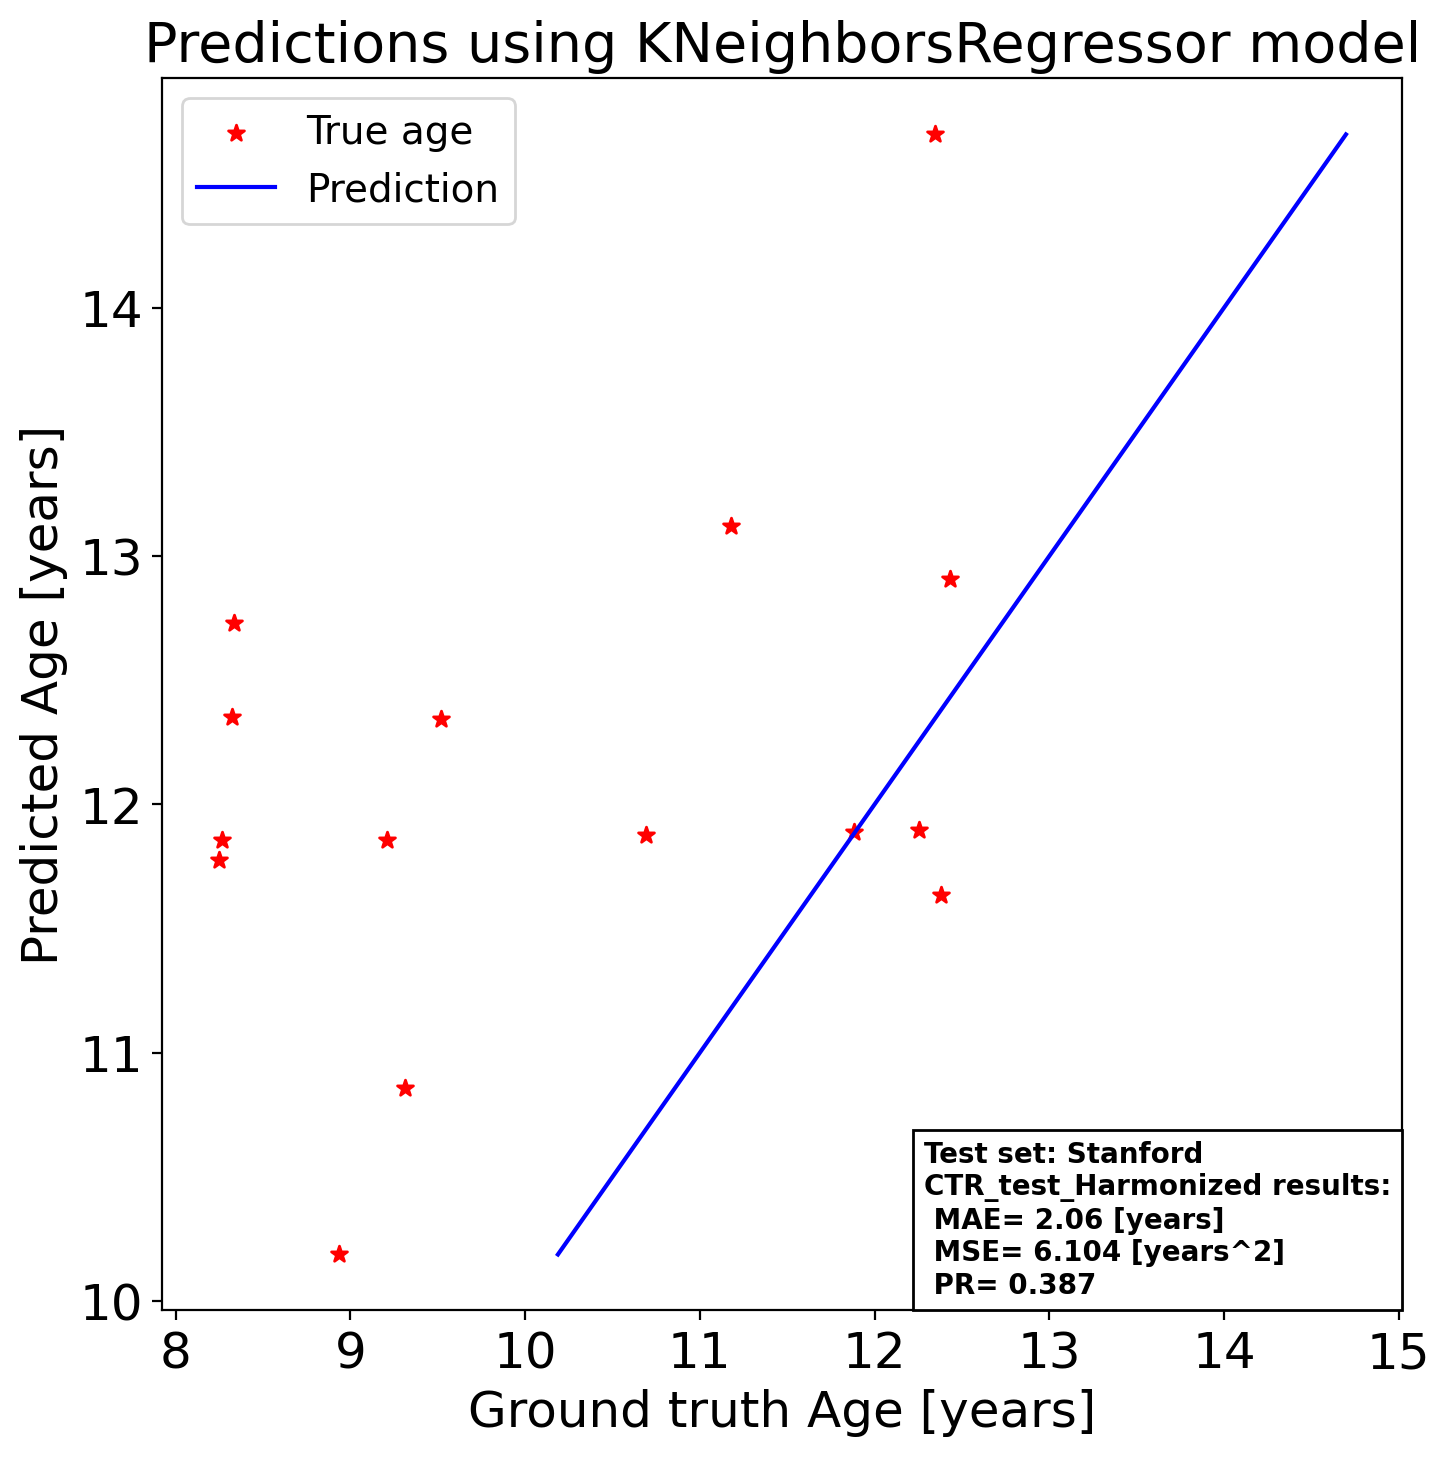 Predictions using KNeighborsRegressor model
True age
Prediction
14
13
12
11
10
Predicted Age [years]
8 9 10 11 12 13 14 15
Ground truth Age [years]
Test set: Stanford
CTR_test_Harmonized results:
MAE= 2.06 [years]
MSE= 6.104 [years^2]
PR= 0.387